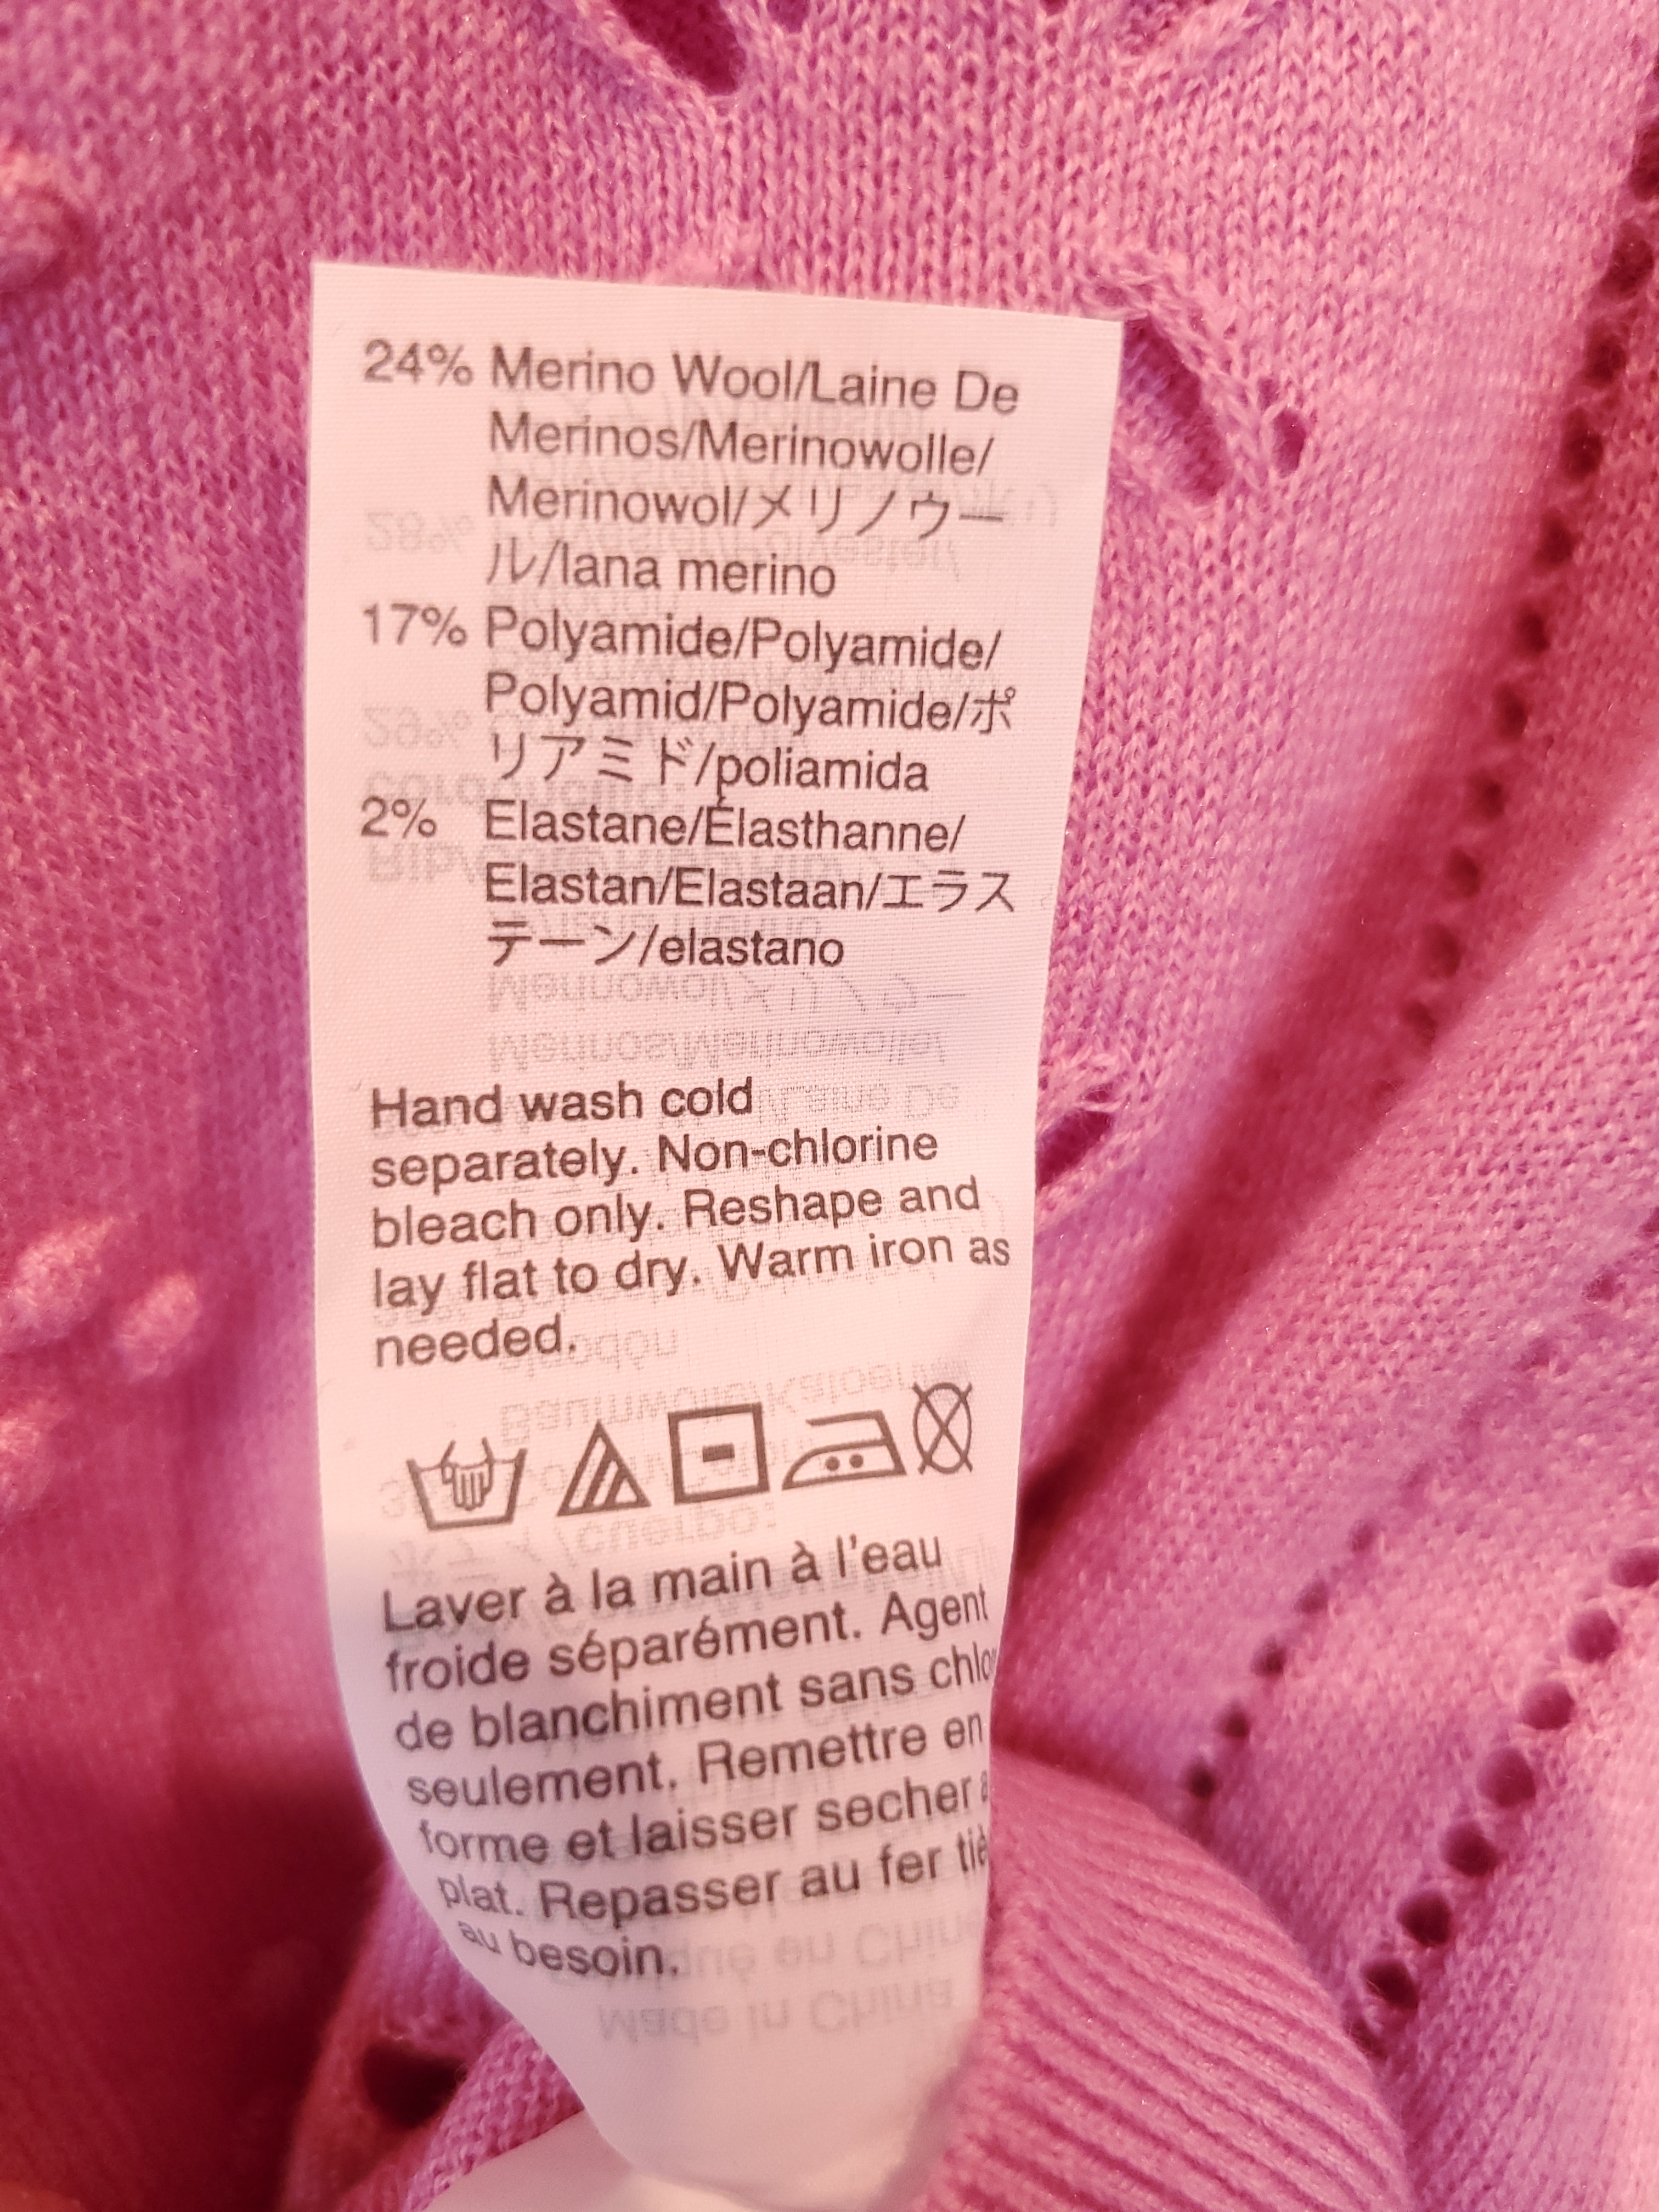 24% Merino Wool/Laine De
Merinos/Merinowolle/
Merinowol/メリノウー
ル/lana merino
17% Polyamide/Polyamide/
Polyamid/Polyamide/ポ
リアミド/poliamida
2% Elastane/Élasthanne/
Elastan/Elastaan/エラス
テーン/elastano
Hand wash cold
separately. Non-chlorine
bleach only. Reshape and
lay flat to dry. Warm iron as
needed.
Laver à la main à l'eau
froide séparément. Agent
de blanchiment sans
seulement. Remettre en
forme et laisser secher
plat. Repasser au fer
au besoin.